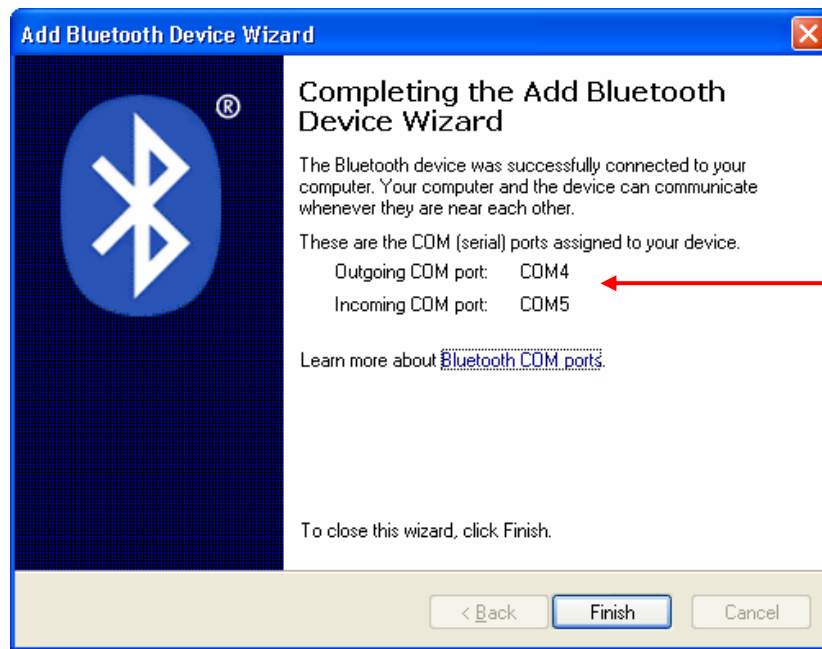 Add Bluetooth Device Wizard
®
Completing the Add Bluetooth
Device Wizard
The Bluetooth device was successfully connected to your
computer. Your computer and the device can communicate
whenever they are near each other.
These are the COM (serial) ports assigned to your device.
Outgoing COM port: COM4
Incoming COM port: COM5
Learn more about Bluetooth COM ports.
To close this wizard, click Finish.
< Back Finish Cancel